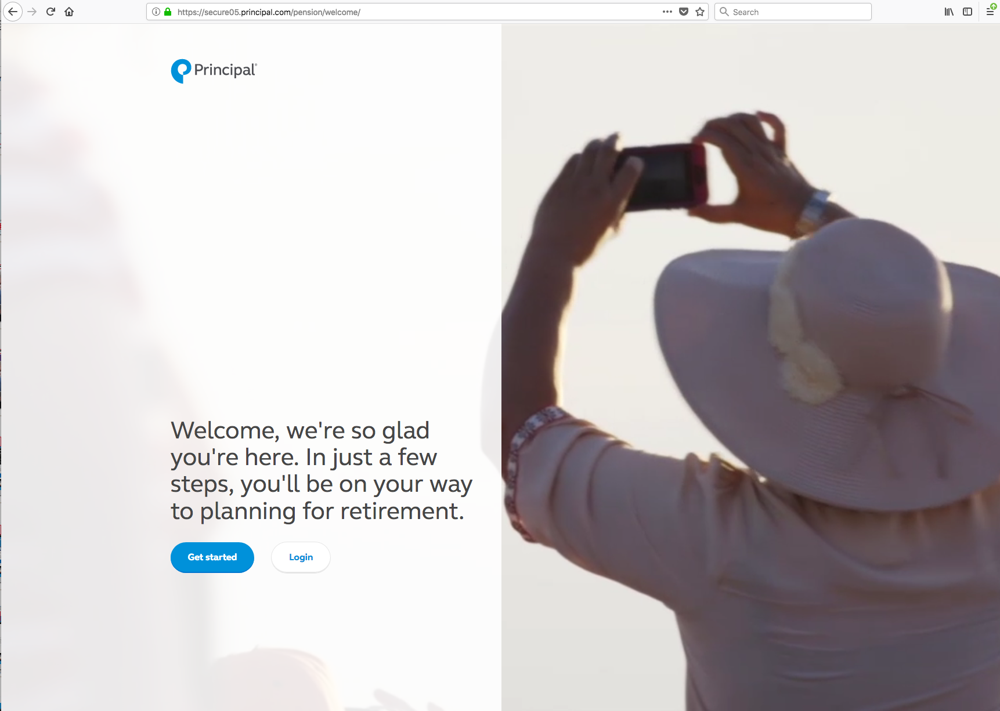 https://secure05.principal.com/pension/welcome/
Search
Principal®
Welcome, we're so glad
you're here. In just a few
steps, you'll be on your way
to planning for retirement.
Get started
Login